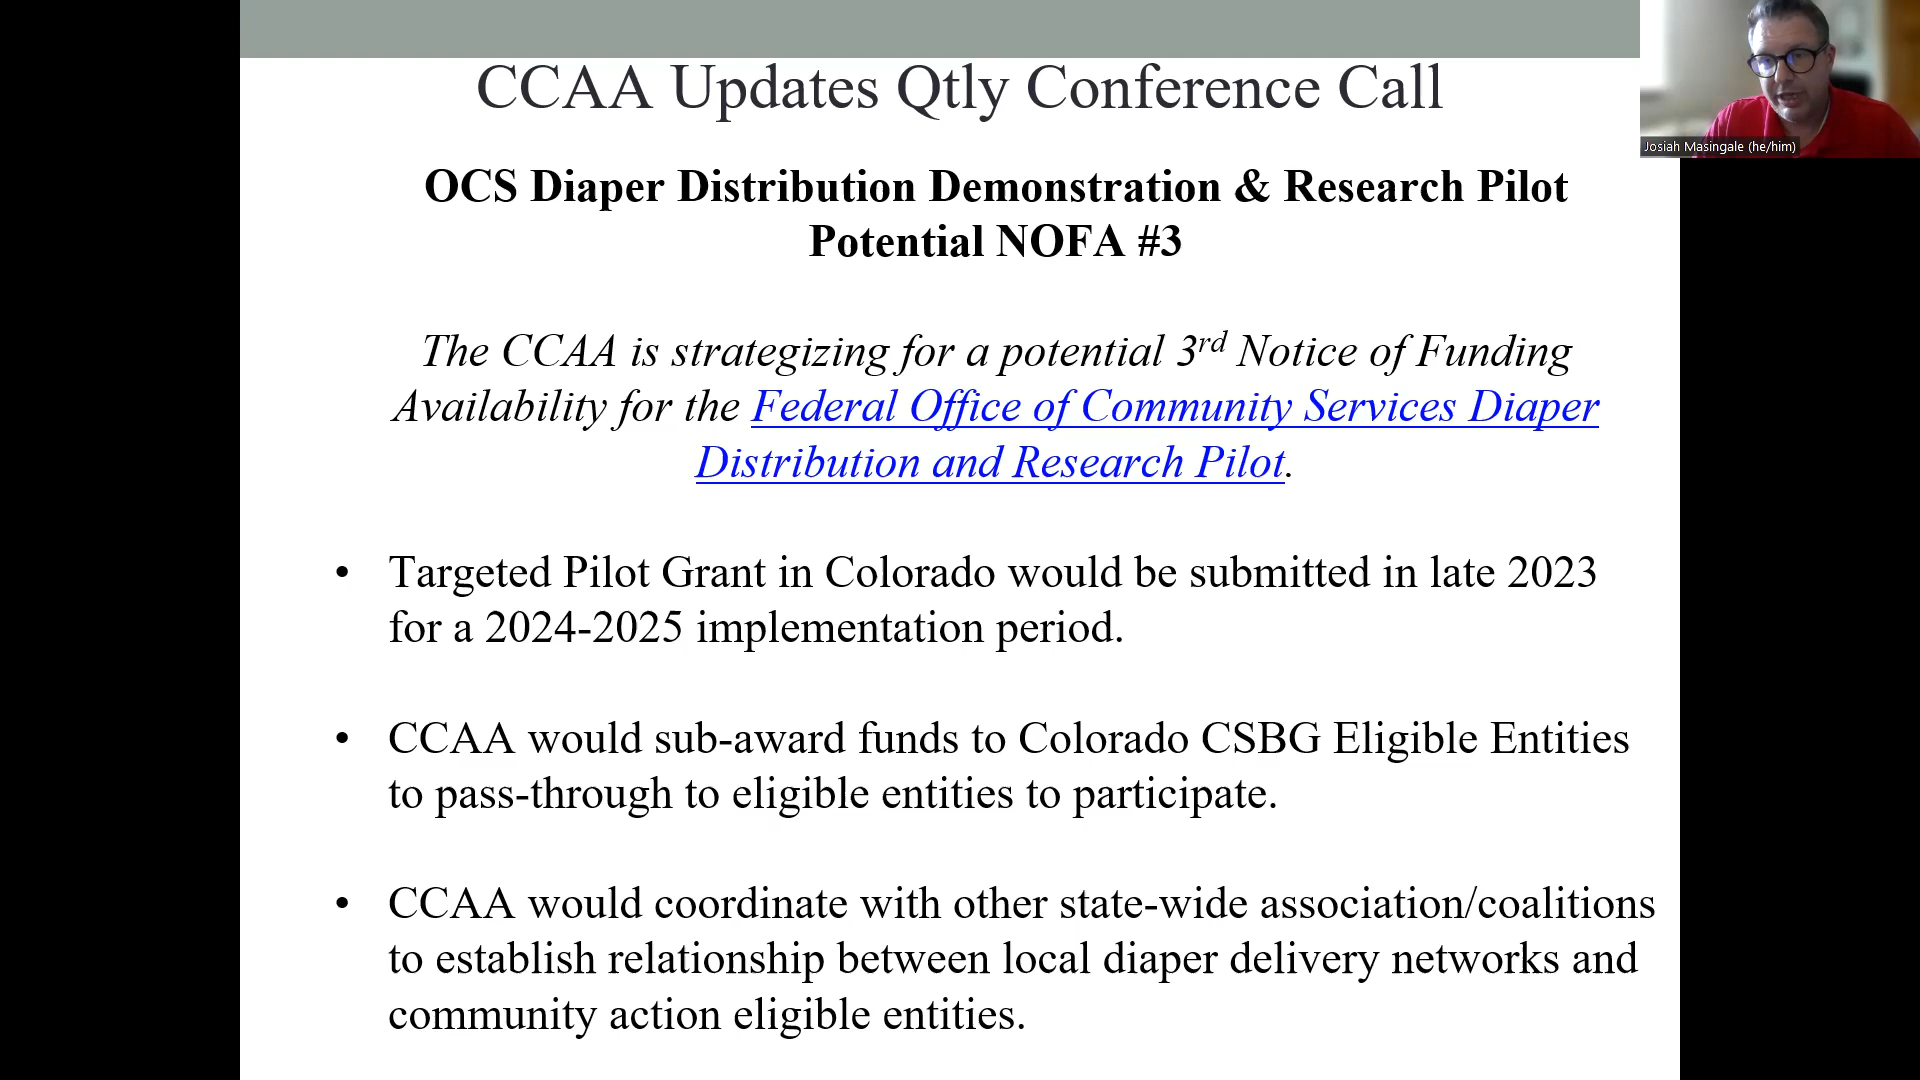 CCAA Updates Qtly Conference Call
Josiah Masingale (he/him)
OCS Diaper Distribution Demonstration & Research Pilot
Potential NOFA #3
The CCAA is strategizing for a potential 3rd Notice of Funding
Availability for the Federal Office of Community Services Diaper
Distribution and Research Pilot.
• Targeted Pilot Grant in Colorado would be submitted in late 2023
for a 2024-2025 implementation period.
• CCAA would sub-award funds to Colorado CSBG Eligible Entities
to pass-through to eligible entities to participate.
• CCAA would coordinate with other state-wide association/coalitions
to establish relationship between local diaper delivery networks and
community action eligible entities.